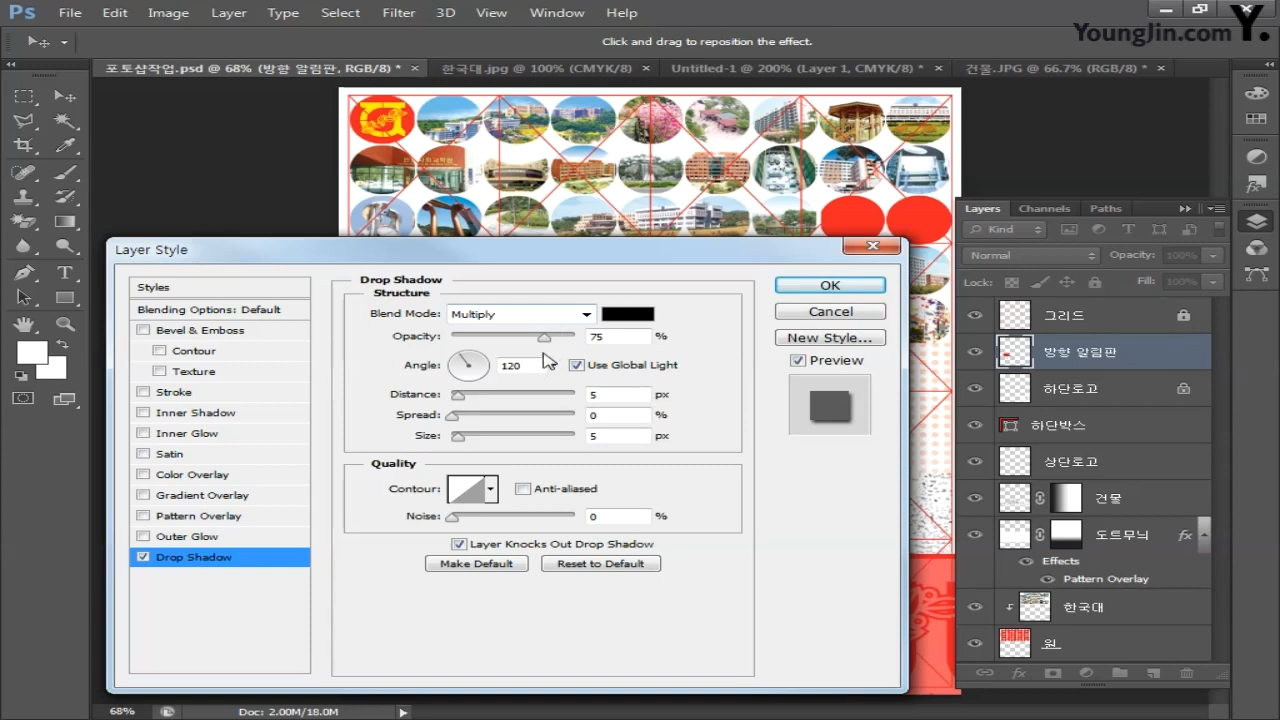 Ps File Edit Image Layer Type Select Filter 3D View Window Help
Y.
YoungJin.com
Click and drag to reposition the effect.
포토샵작업.psd @ 68% (방향 알림판, RGB/8) * × 한국대.jpg @ 100% (CMYK/8) × Untitled-1 @ 200% (Layer 1, CMYK/8) * × 건물.JPG @ 66.7% (RGB/8) * ×
Layer Style
Styles
Blending Options: Default
Bevel & Emboss
Contour
Texture
Stroke
Inner Shadow
Inner Glow
Satin
Color Overlay
Gradient Overlay
Pattern Overlay
Outer Glow
Drop Shadow
Drop Shadow
Structure
Blend Mode: Multiply
Opacity: 75 %
Angle: 120 Use Global Light
Distance: 5 px
Spread: 0 %
Size: 5 px
Quality
Contour: Anti-aliased
Noise: 0 %
Layer Knocks Out Drop Shadow
Make Default Reset to Default
OK
Cancel
New Style...
Preview
Layers Channels Paths
Kind
Normal Opacity: 100%
Lock: Fill: 100%
그리드
방향 알림판
하단로고
하단박스
상단로고
건물
도트무늬 fx
Effects
Pattern Overlay
한국대
원
fx
68% Doc: 2.00M/18.0M